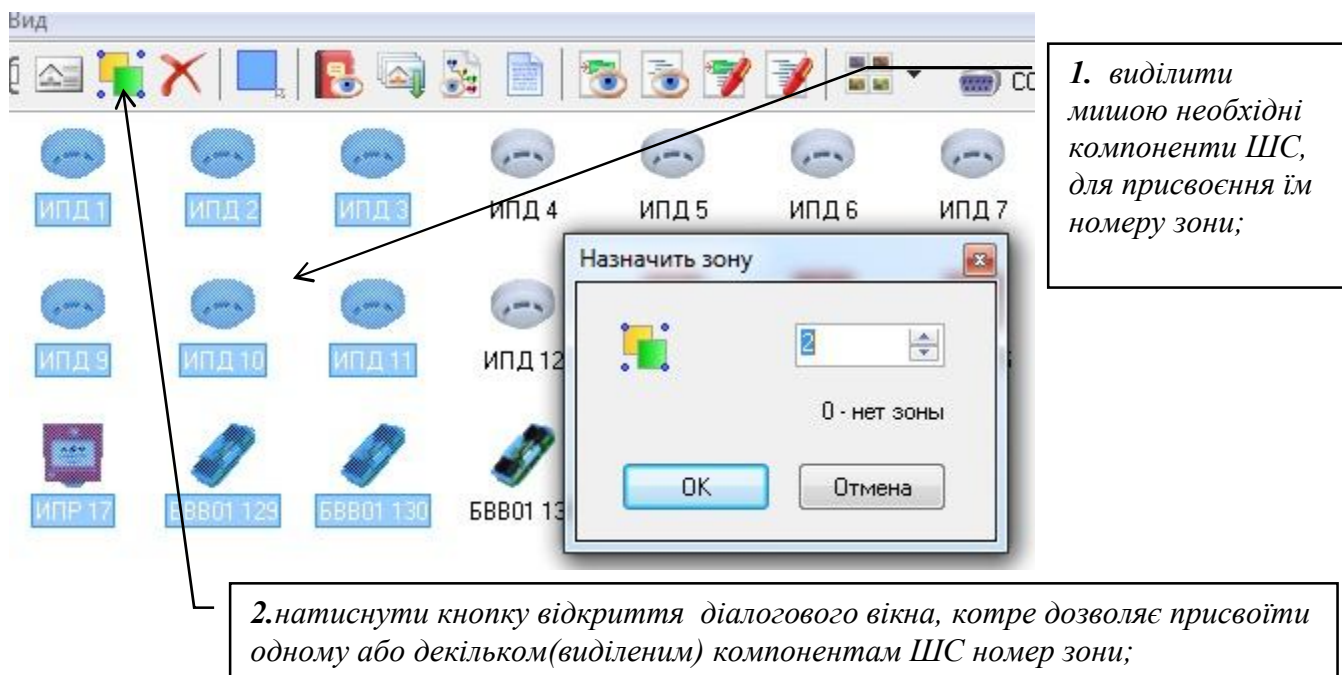 Вид
1. виділити
мишою необхідні
компоненти ШС,
для присвоєння їм
номеру зони;
ИПД 1 ИПД 2 ИПД 3 ИПД 4 ИПД 5 ИПД 6 ИПД 7
Назначить зону
2
0 - нет зоны
OK Отмена
ИПД 9 ИПД 10 ИПД 11 ИПД 12
ИПР 17 БВВ01 129 БВВ01 130 БВВ01 13
2.натиснути кнопку відкриття діалогового вікна, котре дозволяє присвоїти
одному або декільком(виділеним) компонентам ШС номер зони;